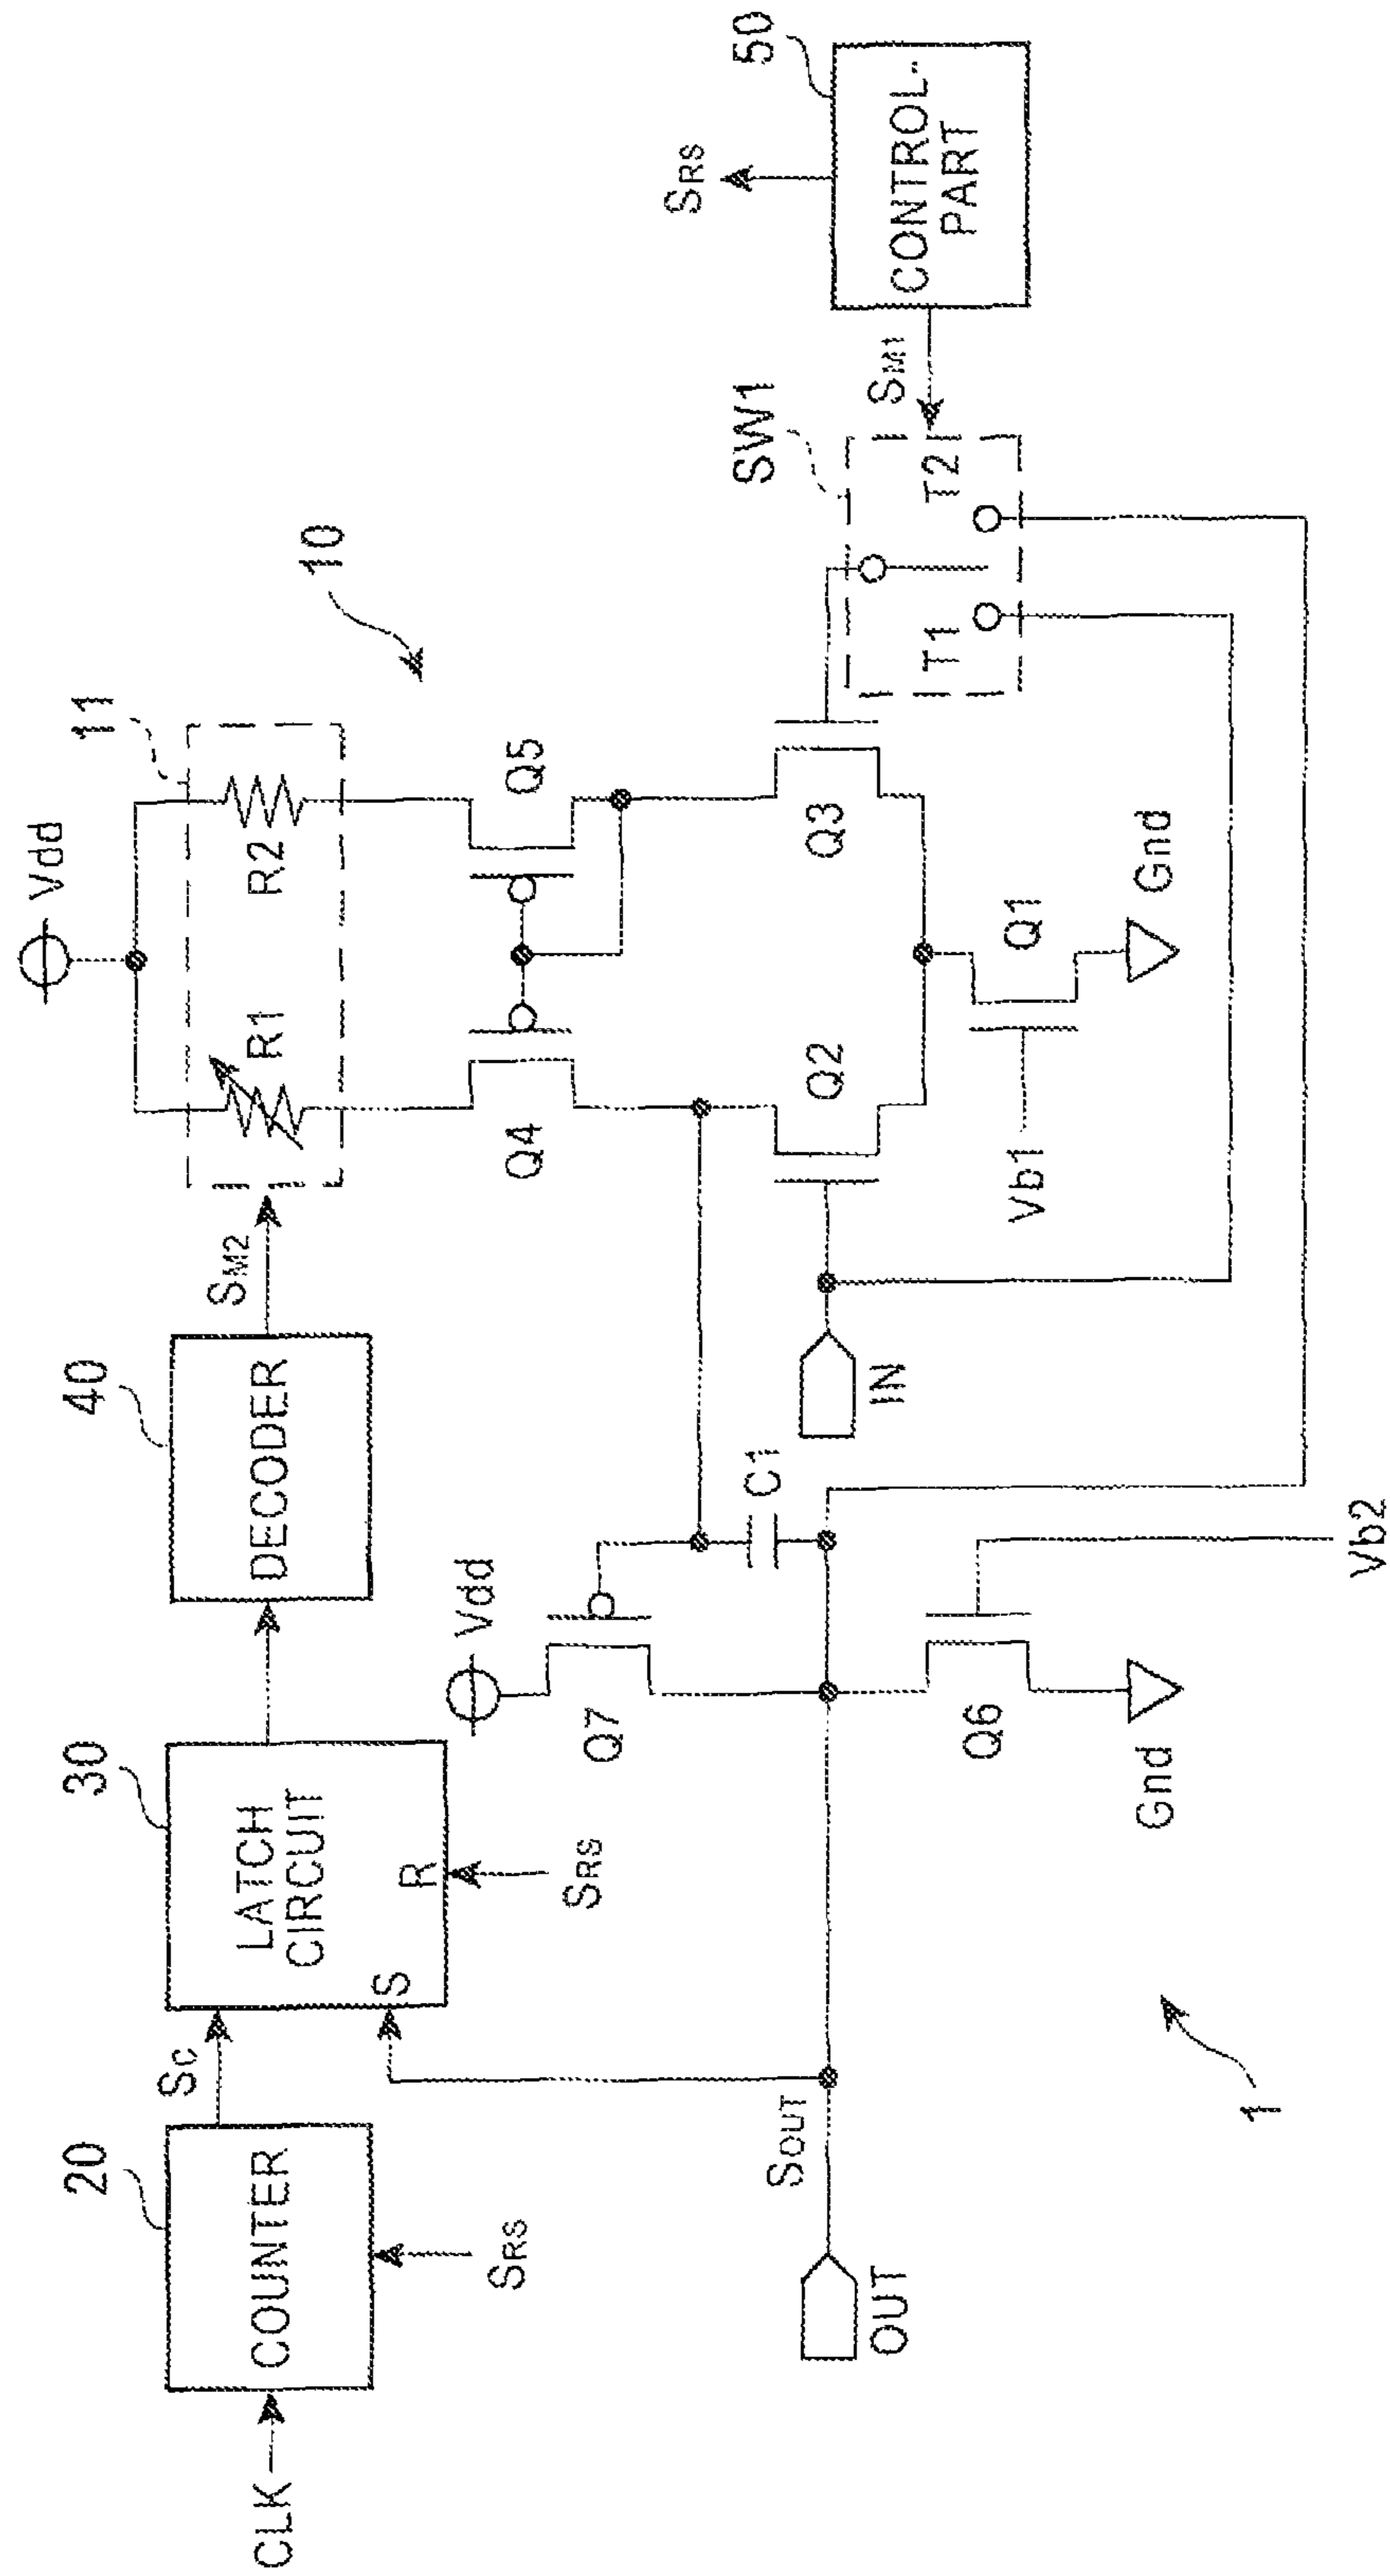 Vdd
11
10
R1
R2
40
SM2
DECODER
30
LATCH
CIRCUIT
S
R
SRS
20
SC
COUNTER
SRS
CLK
Q4
Q5
Vdd
Q7
C1
Q2
Q3
SW1
T1
T2
SM1
SRS
50
CONTROL-
PART
IN
OUT
SOUT
Vb1
Q1
Gnd
Q6
Gnd
Vb2
1